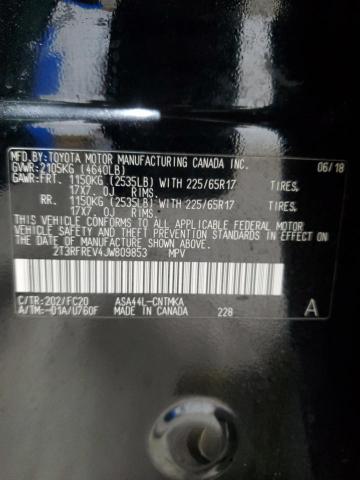 MFD.BY:TOYOTA MOTOR MANUFACTURING CANADA INC. 06/18
GVWR:2105KG (4640LB)
GAWR:FRT. 1150KG (2535LB) WITH 225/65R17 TIRES,
17X7.0J RIMS,
RR. 1150KG (2535LB) WITH 225/65R17 TIRES,
17X7.0J RIMS,
THIS VEHICLE CONFORMS TO ALL APPLICABLE FEDERAL MOTOR
VEHICLE SAFETY AND THEFT PREVENTION STANDARDS IN EFFECT
ON THE DATE OF MANUFACTURE SHOWN ABOVE.
2T3RFREV4JW809853 MPV
C/TR:202/FC20 ASA44L-CNTMKA
A/TM:-01A/U760F MADE IN CANADA 228 A